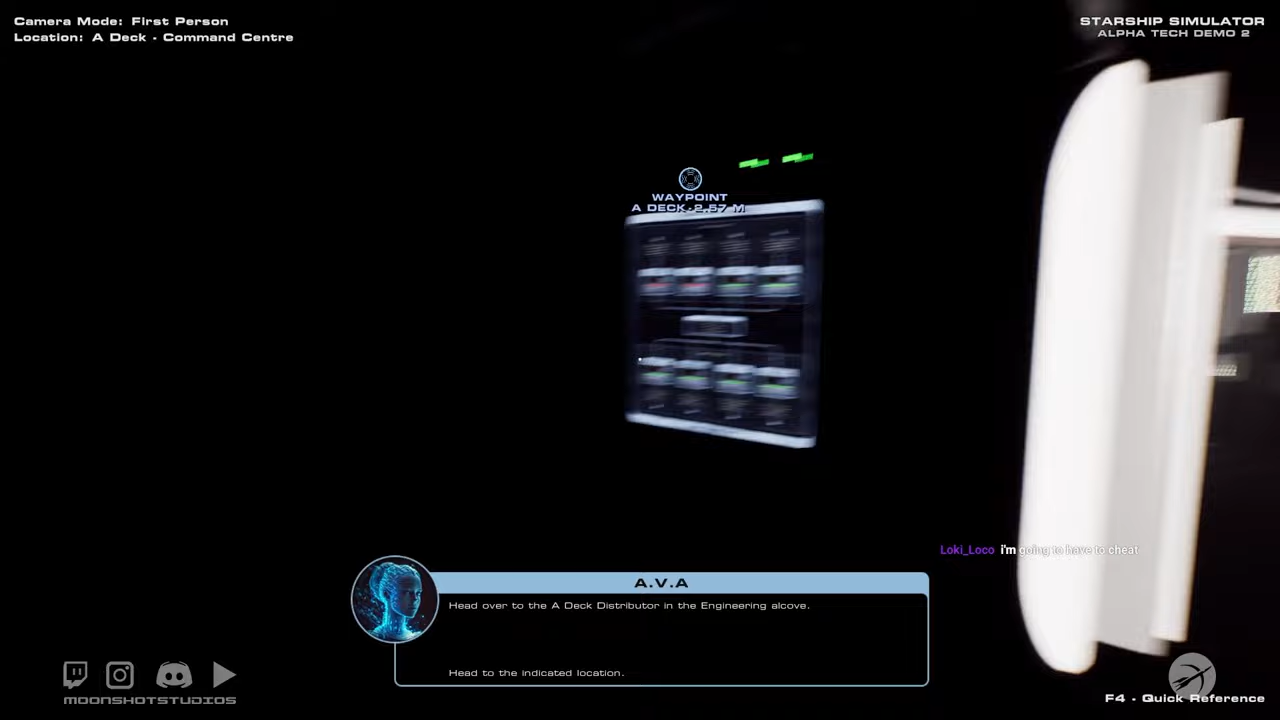 Camera Mode: First Person
Location: A Deck - Command Centre
STARSHIP SIMULATOR
ALPHA TECH DEMO 2
WAYPOINT
A DECK-2.57 M
Loki_Loco i'm going to have to cheat
A.V.A
Head over to the A Deck Distributor in the Engineering alcove.
Head to the indicated location.
MOONSHOTSTUDIOS
F4 - Quick Reference